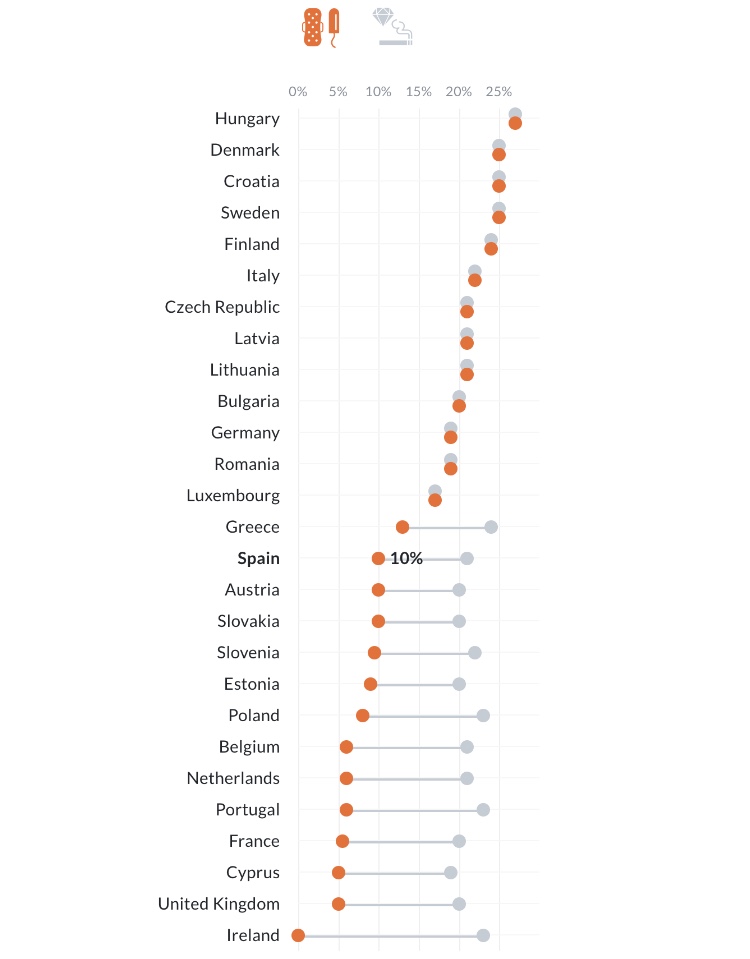 0% 5% 10% 15% 20% 25%
Hungary
Denmark
Croatia
Sweden
Finland
Italy
Czech Republic
Latvia
Lithuania
Bulgaria
Germany
Romania
Luxembourg
Greece
Spain 10%
Austria
Slovakia
Slovenia
Estonia
Poland
Belgium
Netherlands
Portugal
France
Cyprus
United Kingdom
Ireland